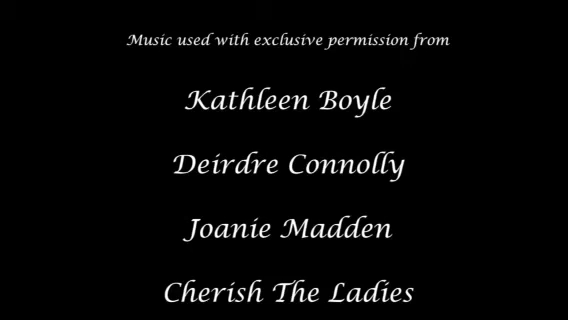 Music used with exclusive permission from
Kathleen Boyle
Deirdre Connolly
Joanie Madden
Cherish The Ladies